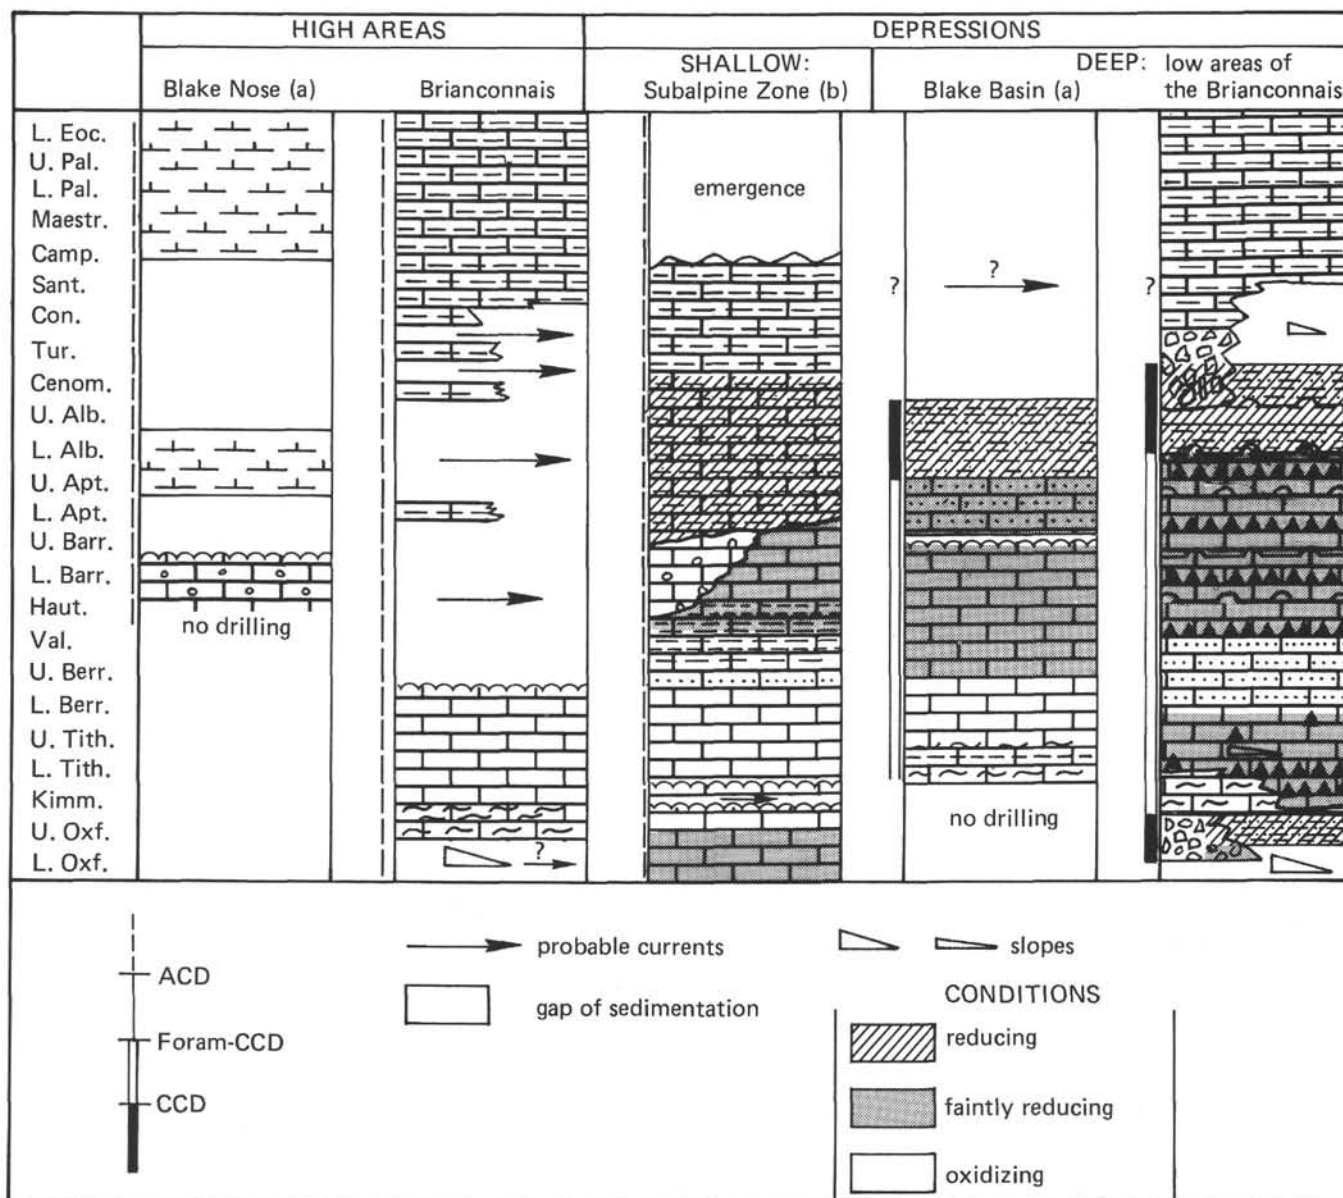 HIGH AREAS
DEPRESSIONS
Blake Nose (a)
Brianconnais
SHALLOW:
Subalpine Zone (b)
DEEP:
Blake Basin (a)
low areas of
the Brianconnais
L. Eoc.
U. Pal.
L. Pal.
Maestr.
Camp.
Sant.
Con.
Tur.
Cenom.
U. Alb.
L. Alb.
U. Apt.
L. Apt.
U. Barr.
L. Barr.
Haut.
Val.
U. Berr.
L. Berr.
U. Tith.
L. Tith.
Kimm.
U. Oxf.
L. Oxf.
no drilling
?
emergence
?
?
no drilling
?
ACD
Foram-CCD
CCD
probable currents
gap of sedimentation
slopes
CONDITIONS
reducing
faintly reducing
oxidizing